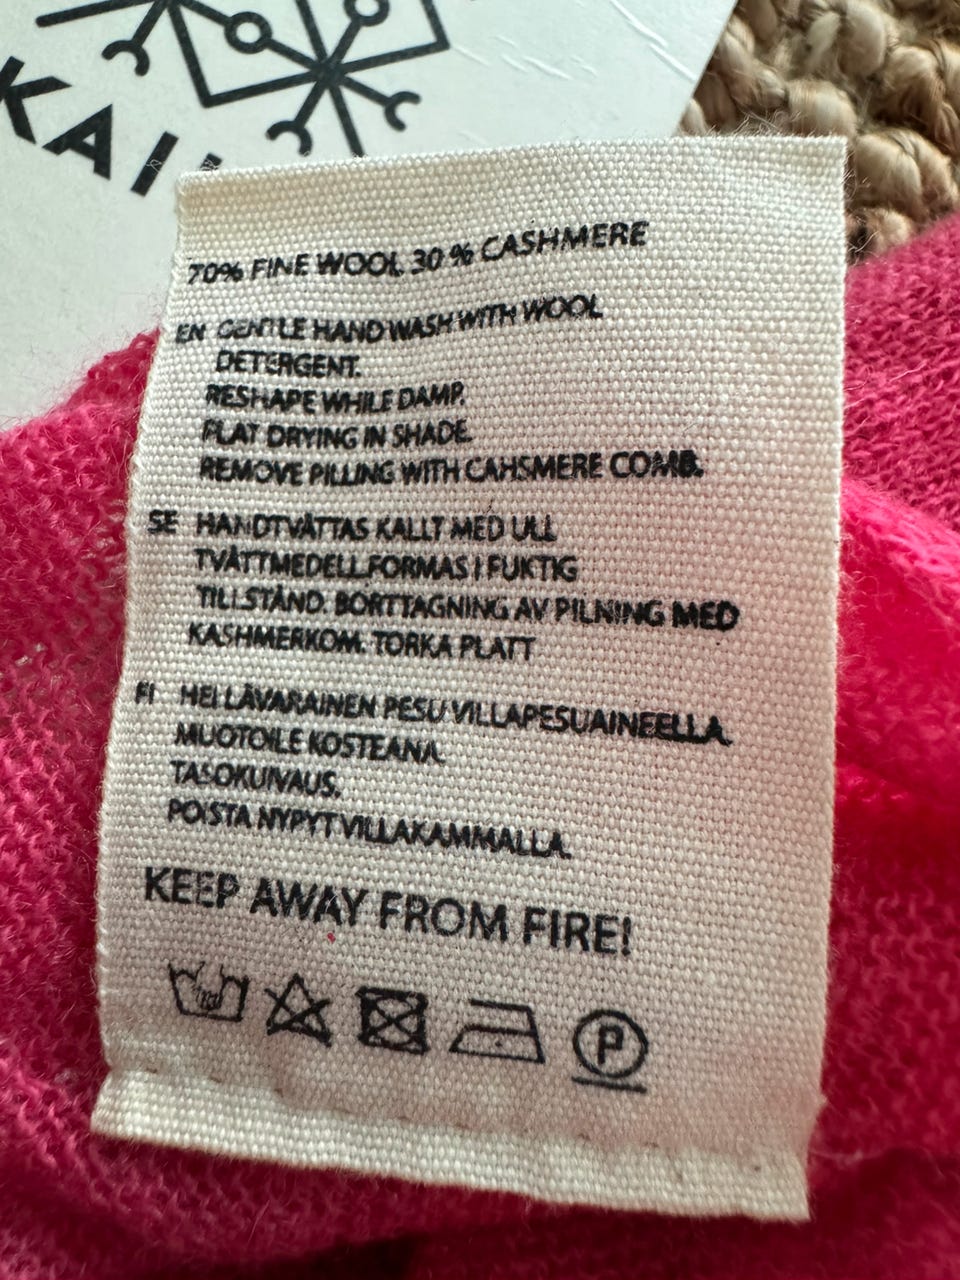 KAI
70% FINE WOOL 30 % CASHMERE
EN GENTLE HAND WASH WITH WOOL
DETERGENT.
RESHAPE WHILE DAMP.
FLAT DRYING IN SHADE.
REMOVE PILLING WITH CAHSMERE COMB.
SE HANDTVÄTTAS KALLT MED ULL
TVÄTTMEDELL,FORMAS I FUKTIG
TILLSTÅND. BORTTAGNING AV PILNING MED
KASHMERKOM. TORKA PLATT
FI HELLÄVARAINEN PESU VILLAPESUAINEELLA.
MUOTOILE KOSTEANA.
TASOKUIVAUS.
POISTA NYPYT VILLAKAMMALLA.
KEEP AWAY FROM FIRE!
P